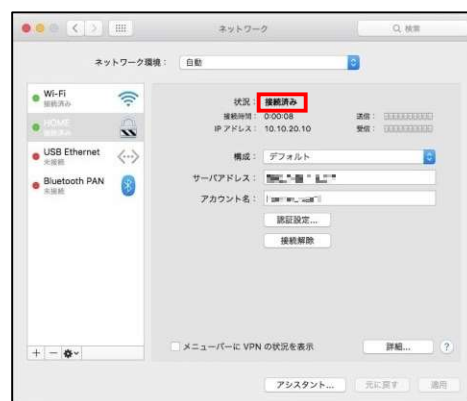 ネットワーク
検索
ネットワーク環境： 自動
Wi-Fi
接続済み
HOME
接続済み
USB Ethernet
未接続
Bluetooth PAN
未接続
状況： 接続済み
接続時間： 0:00:08
送信：
IP アドレス： 10.10.20.10
受信：
構成： デフォルト
サーバアドレス：
アカウント名：
認証設定...
接続解除
メニューバーに VPN の状況を表示
詳細...
?
アシスタント...
元に戻す
適用